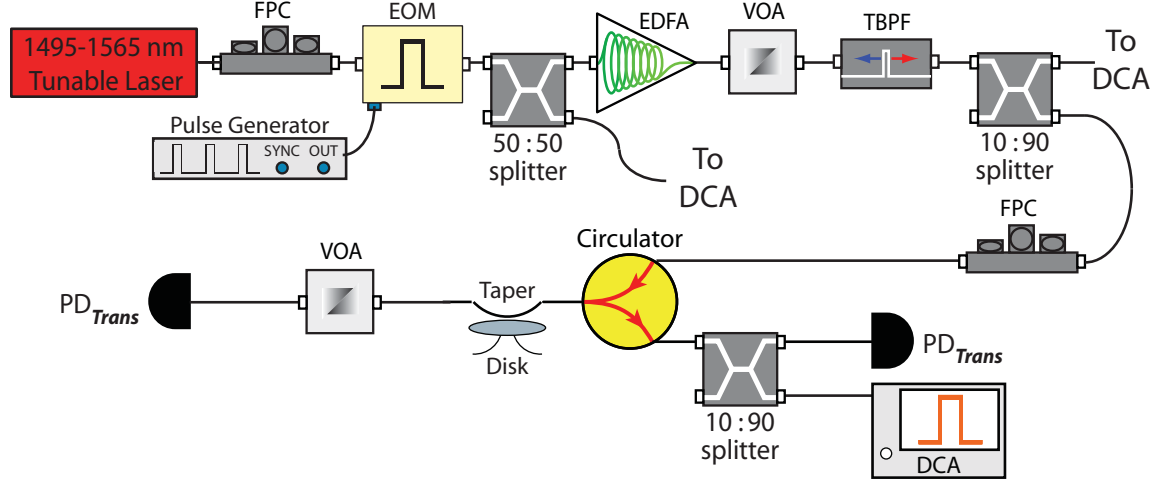 FPC
EOM
EDFA
VOA
TBPF
1495-1565 nm
Tunable Laser
To
DCA
Pulse Generator
SYNC OUT
50:50
splitter
To
DCA
10:90
splitter
FPC
Circulator
VOA
Taper
PDTrans
Disk
PDTrans
10:90
splitter
DCA